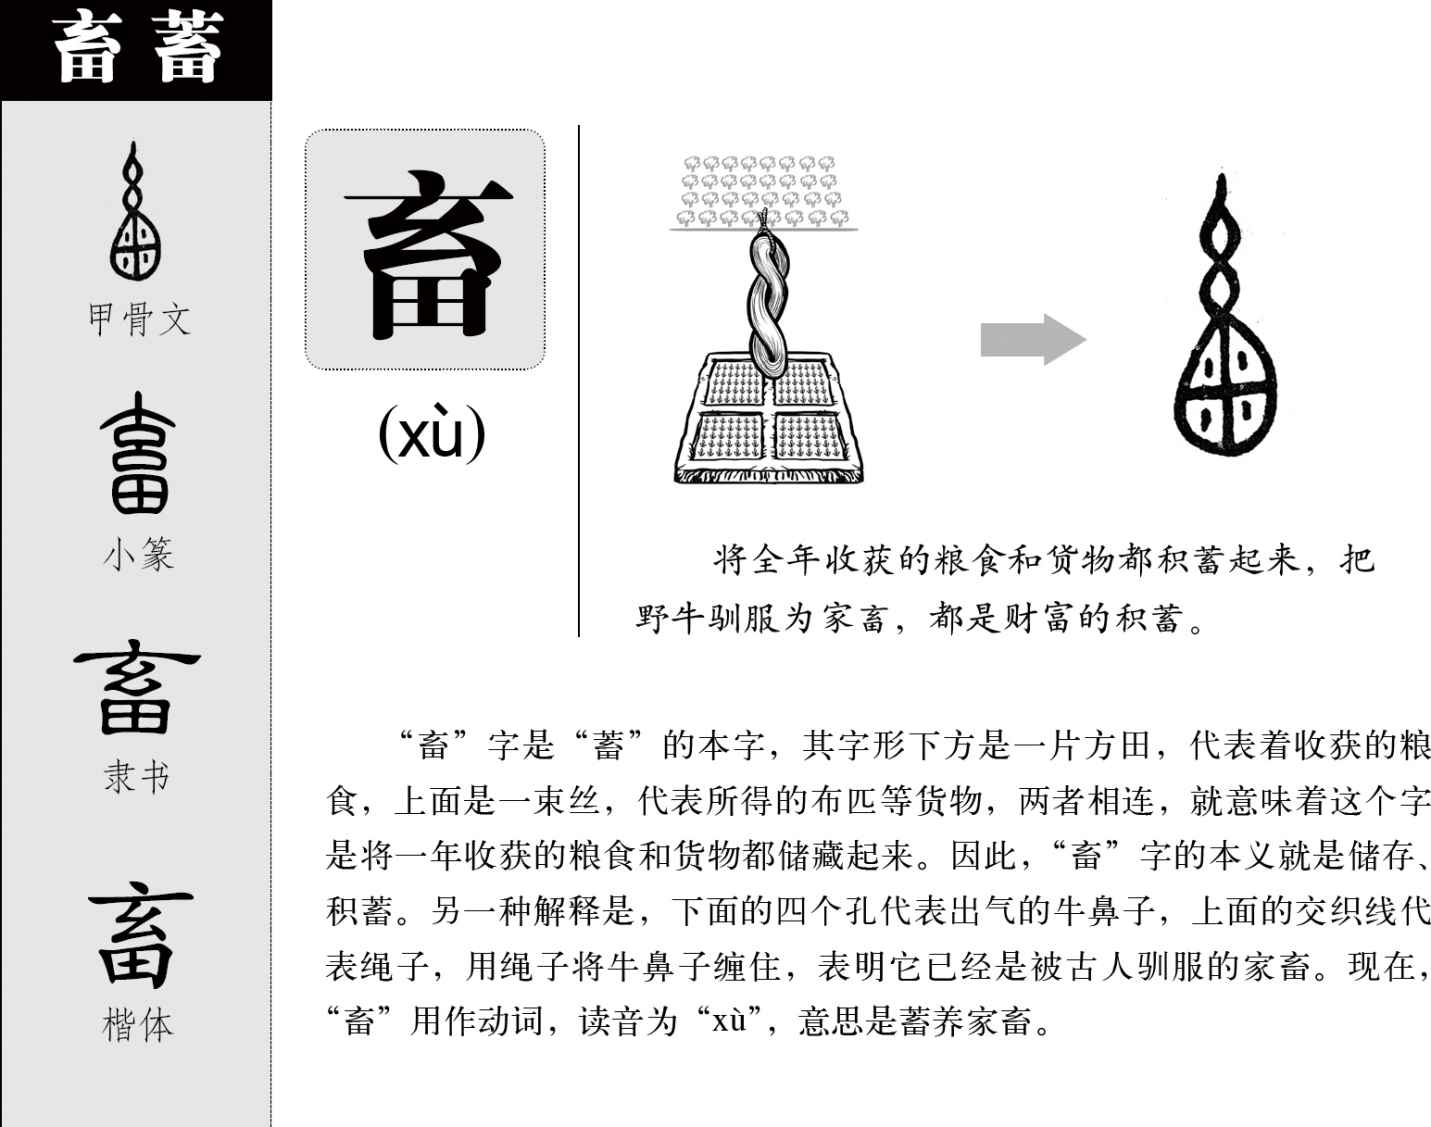 畜 蓄
甲骨文
小篆
隶书
楷体
畜
(xù)
将全年收获的粮食和货物都积蓄起来，把
野牛驯服为家畜，都是财富的积蓄。
“畜”字是“蓄”的本字，其字形下方是一片方田，代表着收获的粮
食，上面是一束丝，代表所得的布匹等货物，两者相连，就意味着这个字
是将一年收获的粮食和货物都储藏起来。因此，“畜”字的本义就是储存、
积蓄。另一种解释是，下面的四个孔代表出气的牛鼻子，上面的交织线代
表绳子，用绳子将牛鼻子缠住，表明它已经是被古人驯服的家畜。现在，
“畜”用作动词，读音为“xù”，意思是蓄养家畜。